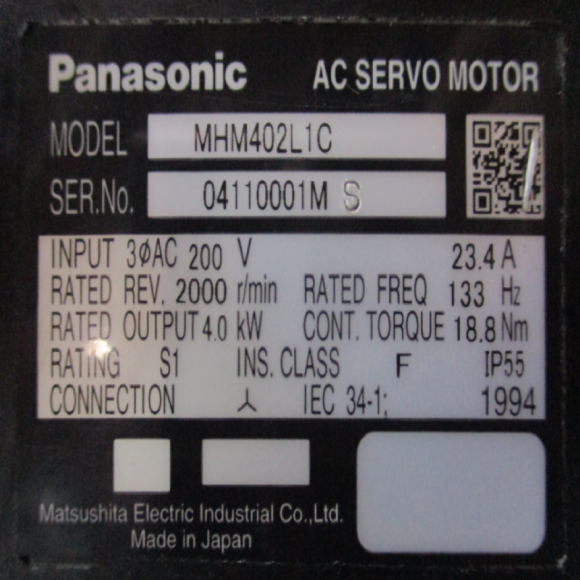 Panasonic AC SERVO MOTOR
MODEL MHM402L1C
SER.No. 04110001M S
INPUT 3ϕAC 200 V 23.4 A
RATED REV. 2000 r/min RATED FREQ 133 Hz
RATED OUTPUT 4.0 kW CONT. TORQUE 18.8 Nm
RATING S1 INS. CLASS F IP55
CONNECTION 人 IEC 34-1; 1994
Matsushita Electric Industrial Co.,Ltd.
Made in Japan